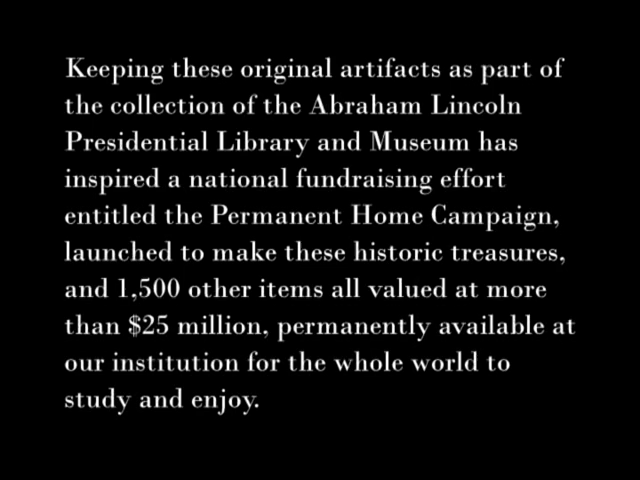 Keeping these original artifacts as part of
the collection of the Abraham Lincoln
Presidential Library and Museum has
inspired a national fundraising effort
entitled the Permanent Home Campaign,
launched to make these historic treasures,
and 1,500 other items all valued at more
than $25 million, permanently available at
our institution for the whole world to
study and enjoy.